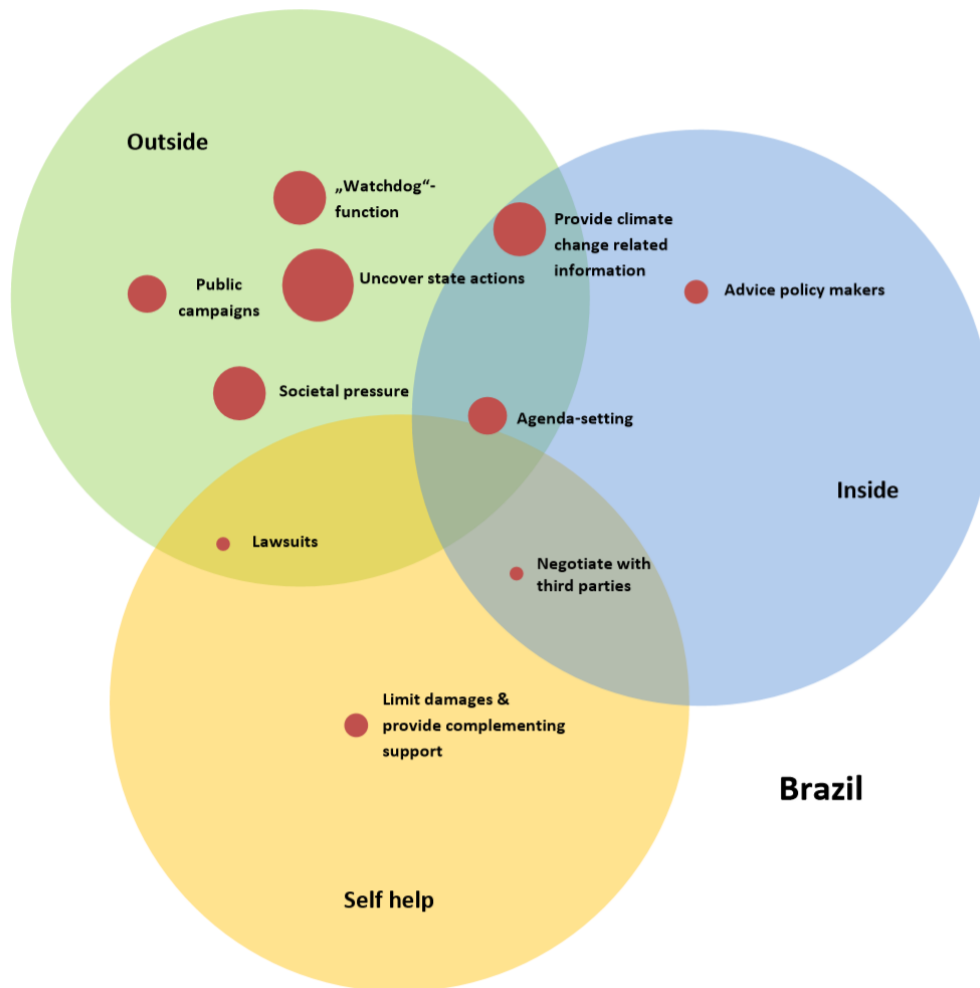 Outside
„Watchdog“-
function
Provide climate
change related
information
Uncover state actions
Public
campaigns
Advice policy makers
Societal pressure
Agenda-setting
Inside
Lawsuits
Negotiate with
third parties
Limit damages &
provide complementing
support
Brazil
Self help